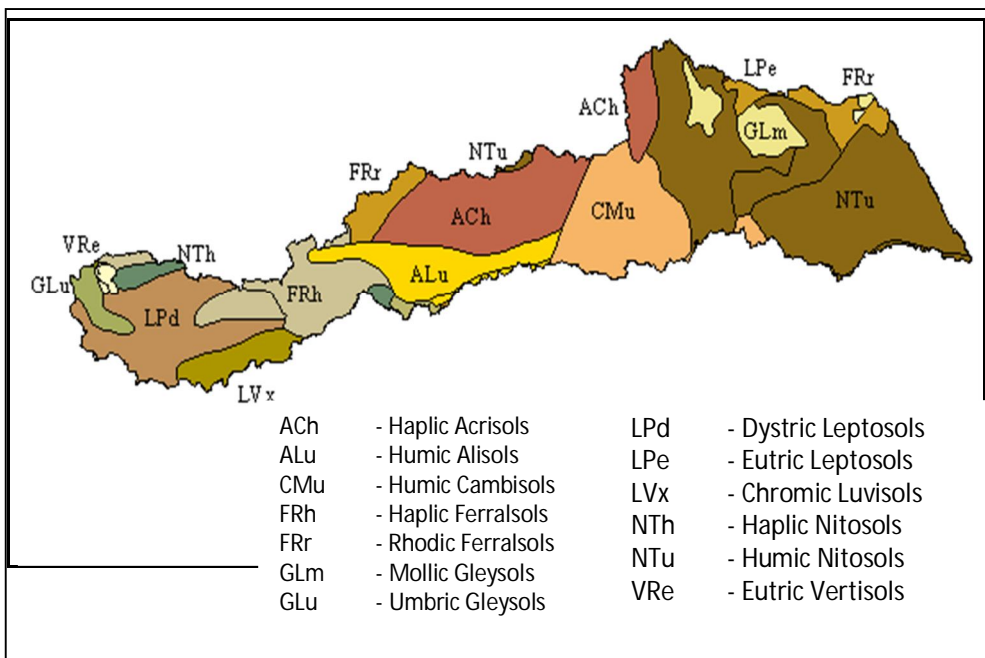 LPe
FRr
ACh
GLm
NTu
FRr
NTu
ACh
CMu
VRe
NTh
GLu
FRh
ALu
LPd
LVx
ACh - Haplic Acrisols
ALu - Humic Alisols
CMu - Humic Cambisols
FRh - Haplic Ferralsols
FRr - Rhodic Ferralsols
GLm - Mollic Gleysols
GLu - Umbric Gleysols
LPd - Dystric Leptosols
LPe - Eutric Leptosols
LVx - Chromic Luvisols
NTh - Haplic Nitosols
NTu - Humic Nitosols
VRe - Eutric Vertisols